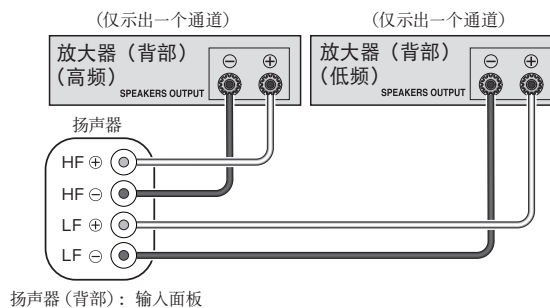 (仅示出一个通道)
(仅示出一个通道)
放大器（背部）
（高频）
SPEAKERS OUTPUT
⊖ ⊕
放大器（背部）
（低频）
SPEAKERS OUTPUT
⊖ ⊕
扬声器
HF ⊕
HF ⊖
LF ⊕
LF ⊖
扬声器 (背部)： 输入面板